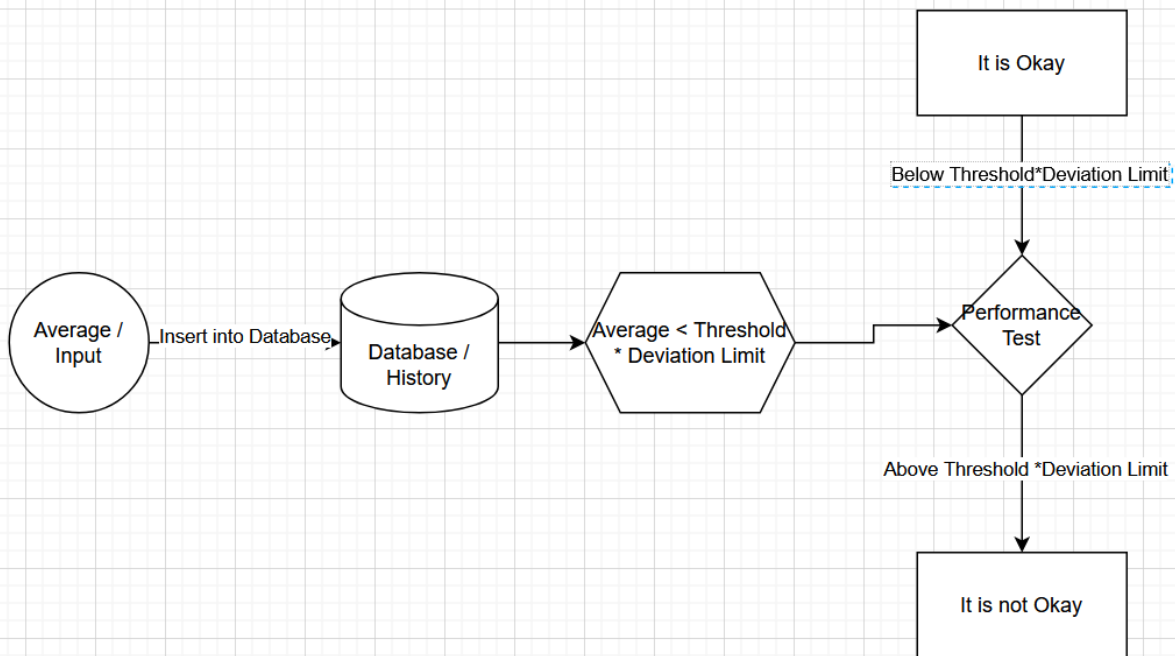 It is Okay
Below Threshold*Deviation Limit
Average /
Input
Insert into Database
Database /
History
Average < Threshold
* Deviation Limit
Performance
Test
Above Threshold *Deviation Limit
It is not Okay